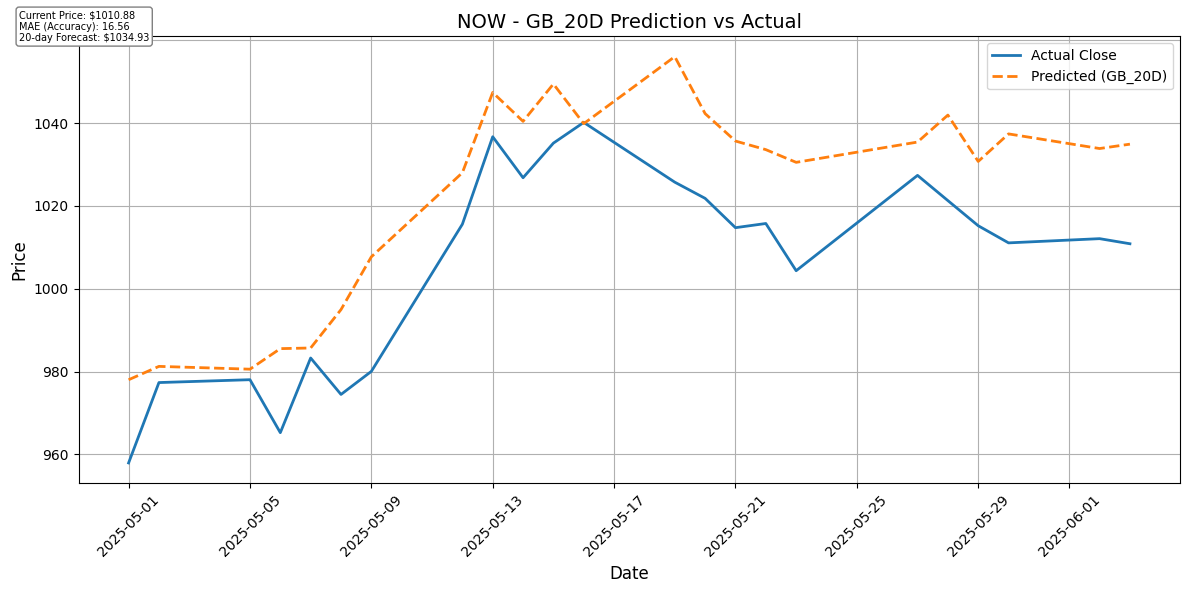 NOW - GB_20D Prediction vs Actual
Current Price: $1010.88
MAE (Accuracy): 16.56
20-day Forecast: $1034.93
Actual Close
Predicted (GB_20D)
Price
1040
1020
1000
980
960
2025-05-01
2025-05-05
2025-05-09
2025-05-13
2025-05-17
2025-05-21
2025-05-25
2025-05-29
2025-06-01
Date